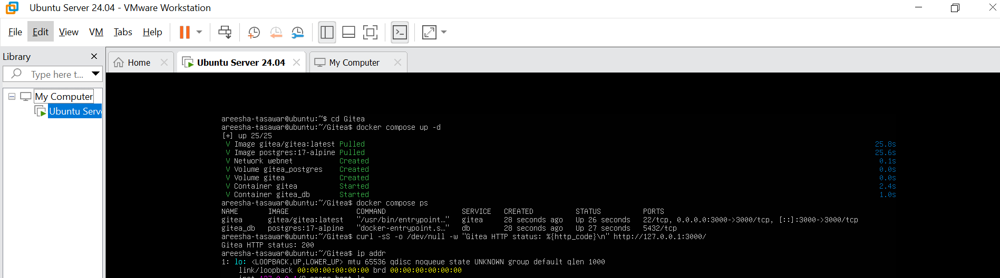 Ubuntu Server 24.04 - VMware Workstation
File Edit View VM Tabs Help
Library
Type here t...
My Computer
Ubuntu Serve
Home
Ubuntu Server 24.04
My Computer
areesha-tasawar@ubuntu:~$ cd Gitea
areesha-tasawar@ubuntu:~/Gitea$ docker compose up -d
[+] up 25/25
V Image gitea/gitea:latest Pulled 25.8s
V Image postgres:17-alpine Pulled 25.6s
V Network webnet Created 0.1s
V Volume gitea_postgres Created 0.0s
V Volume gitea Created 0.0s
V Container gitea Started 2.4s
V Container gitea_db Started 1.0s
areesha-tasawar@ubuntu:~/Gitea$ docker compose ps
NAME IMAGE COMMAND SERVICE CREATED STATUS PORTS
gitea gitea/gitea:latest "/usr/bin/entrypoint…" gitea 28 seconds ago Up 26 seconds 22/tcp, 0.0.0.0:3000->3000/tcp, [::]:3000->3000/tcp
gitea_db postgres:17-alpine "docker-entrypoint.s…" db 28 seconds ago Up 27 seconds 5432/tcp
areesha-tasawar@ubuntu:~/Gitea$ curl -sS -o /dev/null -w "Gitea HTTP status: %{http_code}\n" http://127.0.0.1:3000/
Gitea HTTP status: 200
areesha-tasawar@ubuntu:~/Gitea$ ip addr
1: lo: <LOOPBACK,UP,LOWER_UP> mtu 65536 qdisc noqueue state UNKNOWN group default qlen 1000
link/loopback 00:00:00:00:00:00 brd 00:00:00:00:00:00